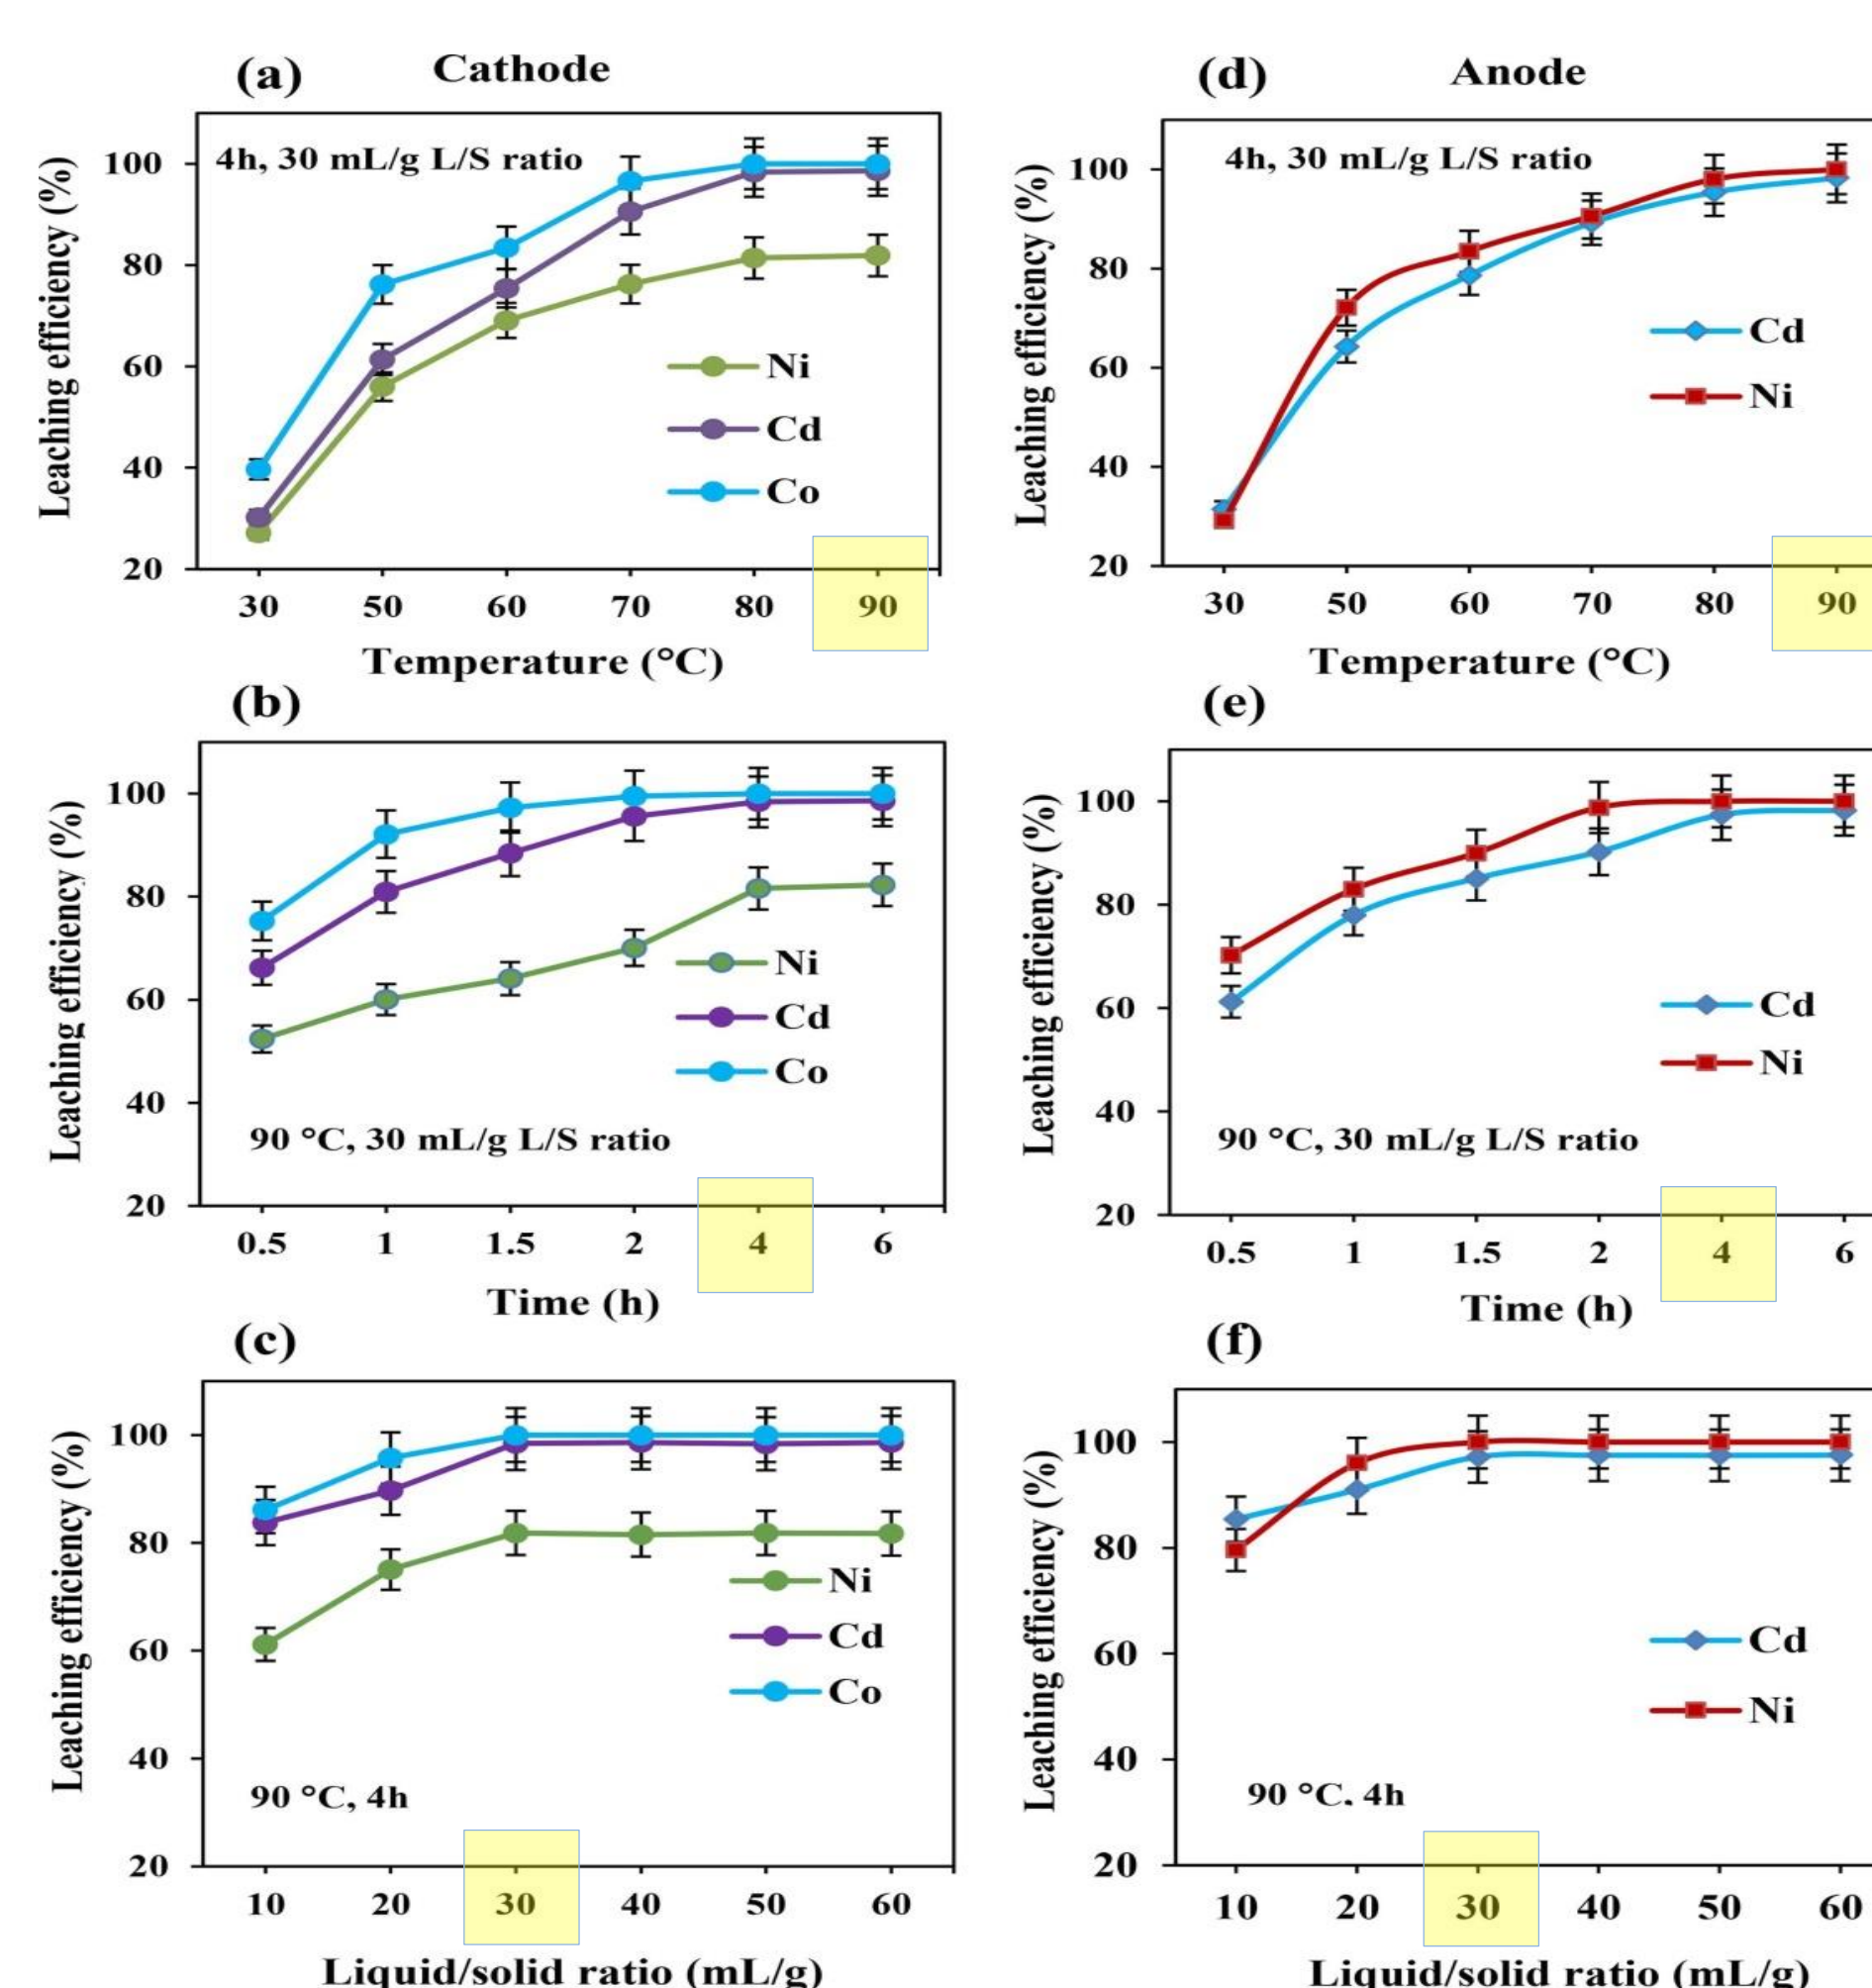 (a) Cathode
Leaching efficiency (%)
4h, 30 mL/g L/S ratio
100
80
60
40
20
Ni
Cd
Co
30 50 60 70 80 90
Temperature (°C)
(d) Anode
Leaching efficiency (%)
4h, 30 mL/g L/S ratio
100
80
60
40
20
Cd
Ni
30 50 60 70 80 90
Temperature (°C)
(b)
Leaching efficiency (%)
100
80
60
40
20
Ni
Cd
Co
90 °C, 30 mL/g L/S ratio
0.5 1 1.5 2 4 6
Time (h)
(e)
Leaching efficiency (%)
100
80
60
40
20
Cd
Ni
90 °C, 30 mL/g L/S ratio
0.5 1 1.5 2 4 6
Time (h)
(c)
Leaching efficiency (%)
100
80
60
40
20
Ni
Cd
Co
90 °C, 4h
10 20 30 40 50 60
Liquid/solid ratio (mL/g)
(f)
Leaching efficiency (%)
100
80
60
40
20
Cd
Ni
90 °C, 4h
10 20 30 40 50 60
Liquid/solid ratio (mL/g)